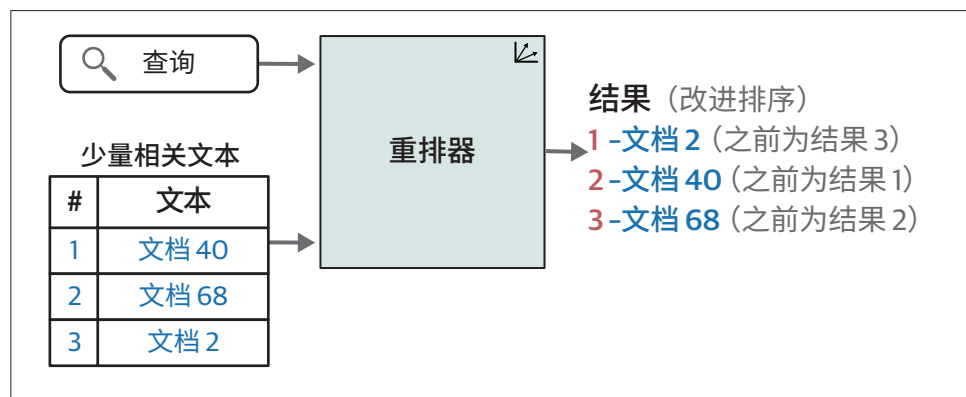 查询
少量相关文本
# 文本
1 文档 40
2 文档 68
3 文档 2
重排器
结果（改进排序）
1 –文档 2（之前为结果 3）
2 –文档 40（之前为结果 1）
3 –文档 68（之前为结果 2）